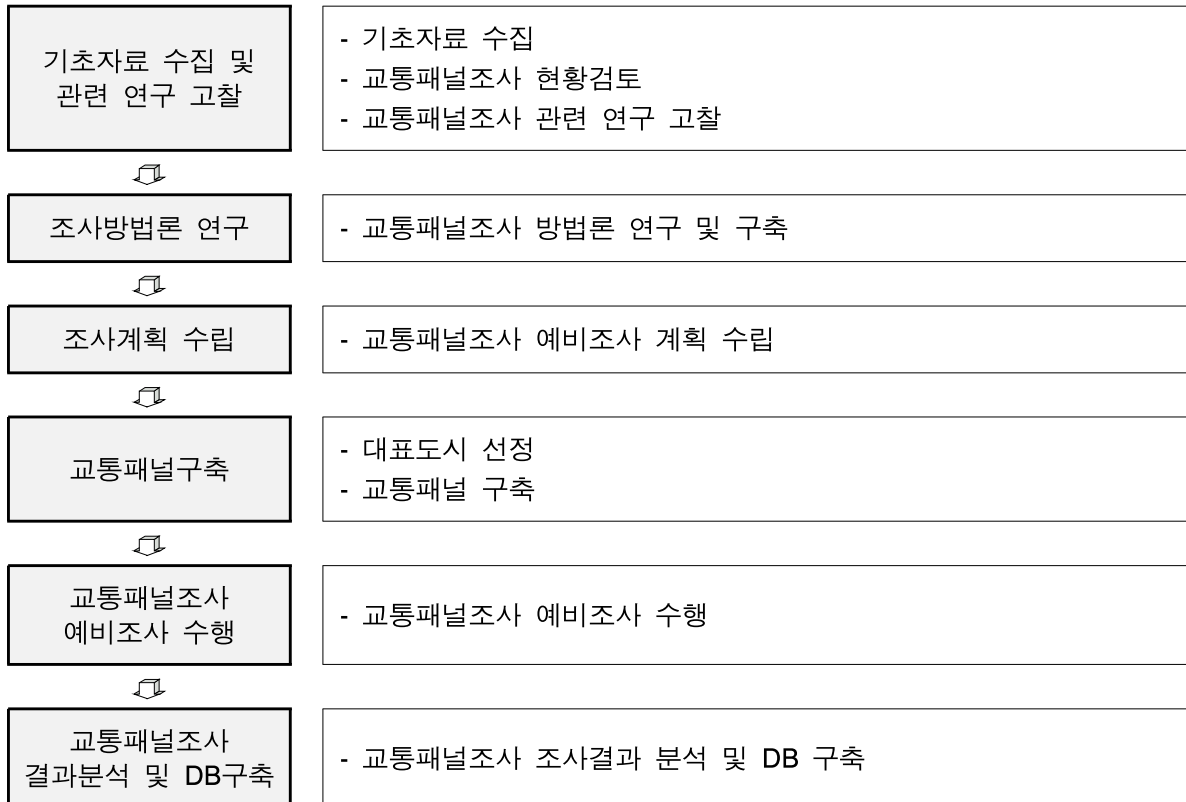 기초자료 수집 및
관련 연구 고찰
- 기초자료 수집
- 교통패널조사 현황검토
- 교통패널조사 관련 연구 고찰
조사방법론 연구
- 교통패널조사 방법론 연구 및 구축
조사계획 수립
- 교통패널조사 예비조사 계획 수립
교통패널구축
- 대표도시 선정
- 교통패널 구축
교통패널조사
예비조사 수행
- 교통패널조사 예비조사 수행
교통패널조사
결과분석 및 DB구축
- 교통패널조사 조사결과 분석 및 DB 구축